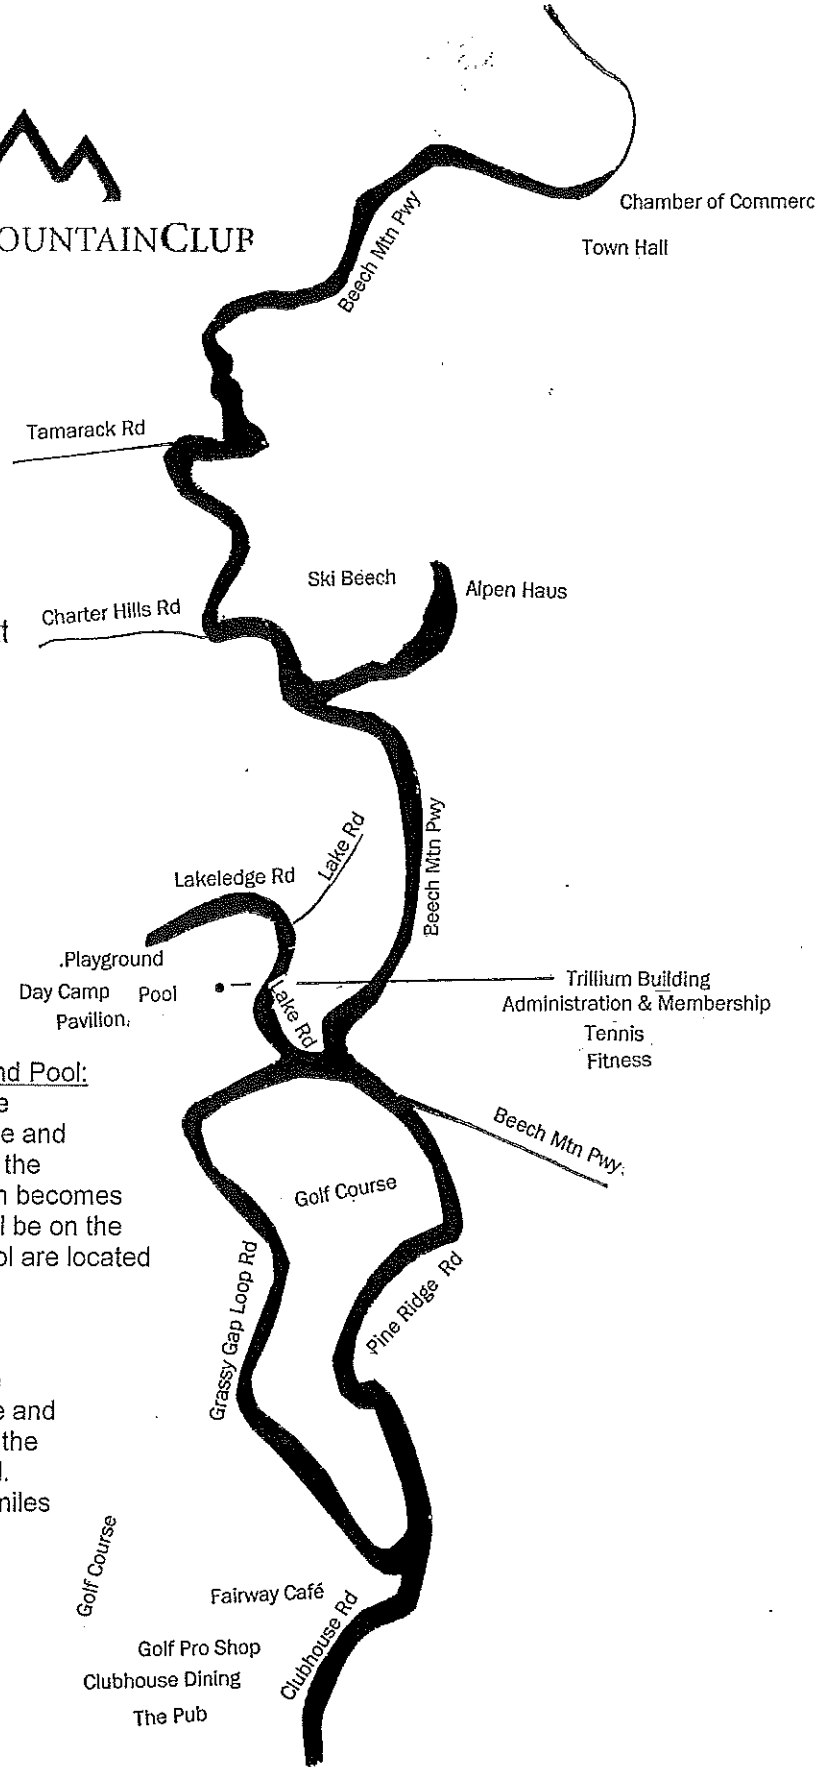 Chamber of Commerc
Town Hall
OUNTAINCLUB
Beech Mtn Pwy
Tamarack Rd
Ski Beech
Alpen Haus
Charter Hills Rd
Lake Rd
Beech Mtn Pwy
Lakeledge Rd
Playground
Day Camp Pool
Pavilion
Trillium Building
Administration & Membership
Tennis
Fitness
Lake Rd
nd Pool:
e
e and
the
becomes
l be on the
ol are located
Beech Mtn Pwy
Golf Course
Grassy Gap Loop Rd
Pine Ridge Rd
e and
the
miles
Golf Course
Fairway Café
Clubhouse Rd
Golf Pro Shop
Clubhouse Dining
The Pub